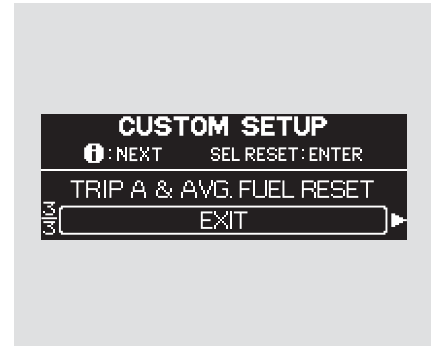 CUSTOM SETUP
i: NEXT SEL RESET: ENTER
TRIP A & AVG. FUEL RESET
3/3
EXIT